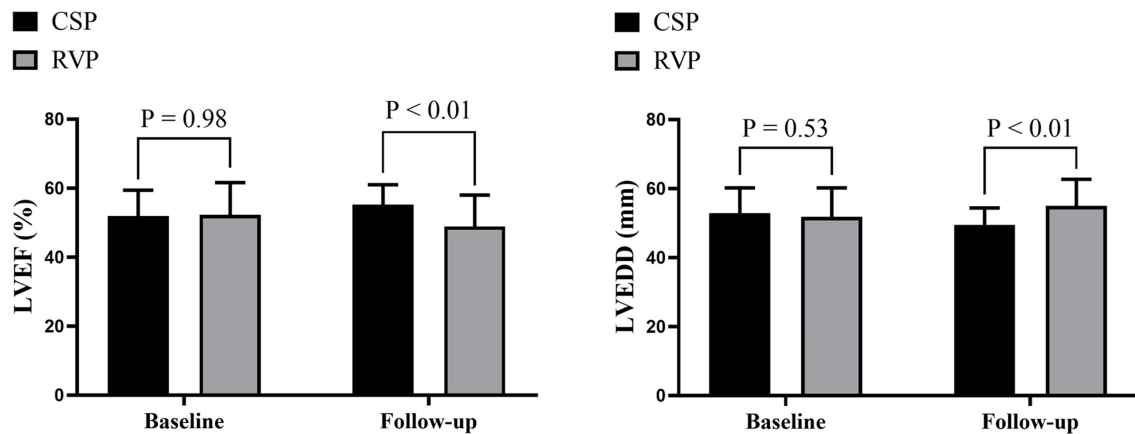 CSP
RVP
P = 0.98
P < 0.01
LVEF (%)
80
60
40
20
0
Baseline
Follow-up
CSP
RVP
P = 0.53
P < 0.01
LVEDD (mm)
80
60
40
20
0
Baseline
Follow-up